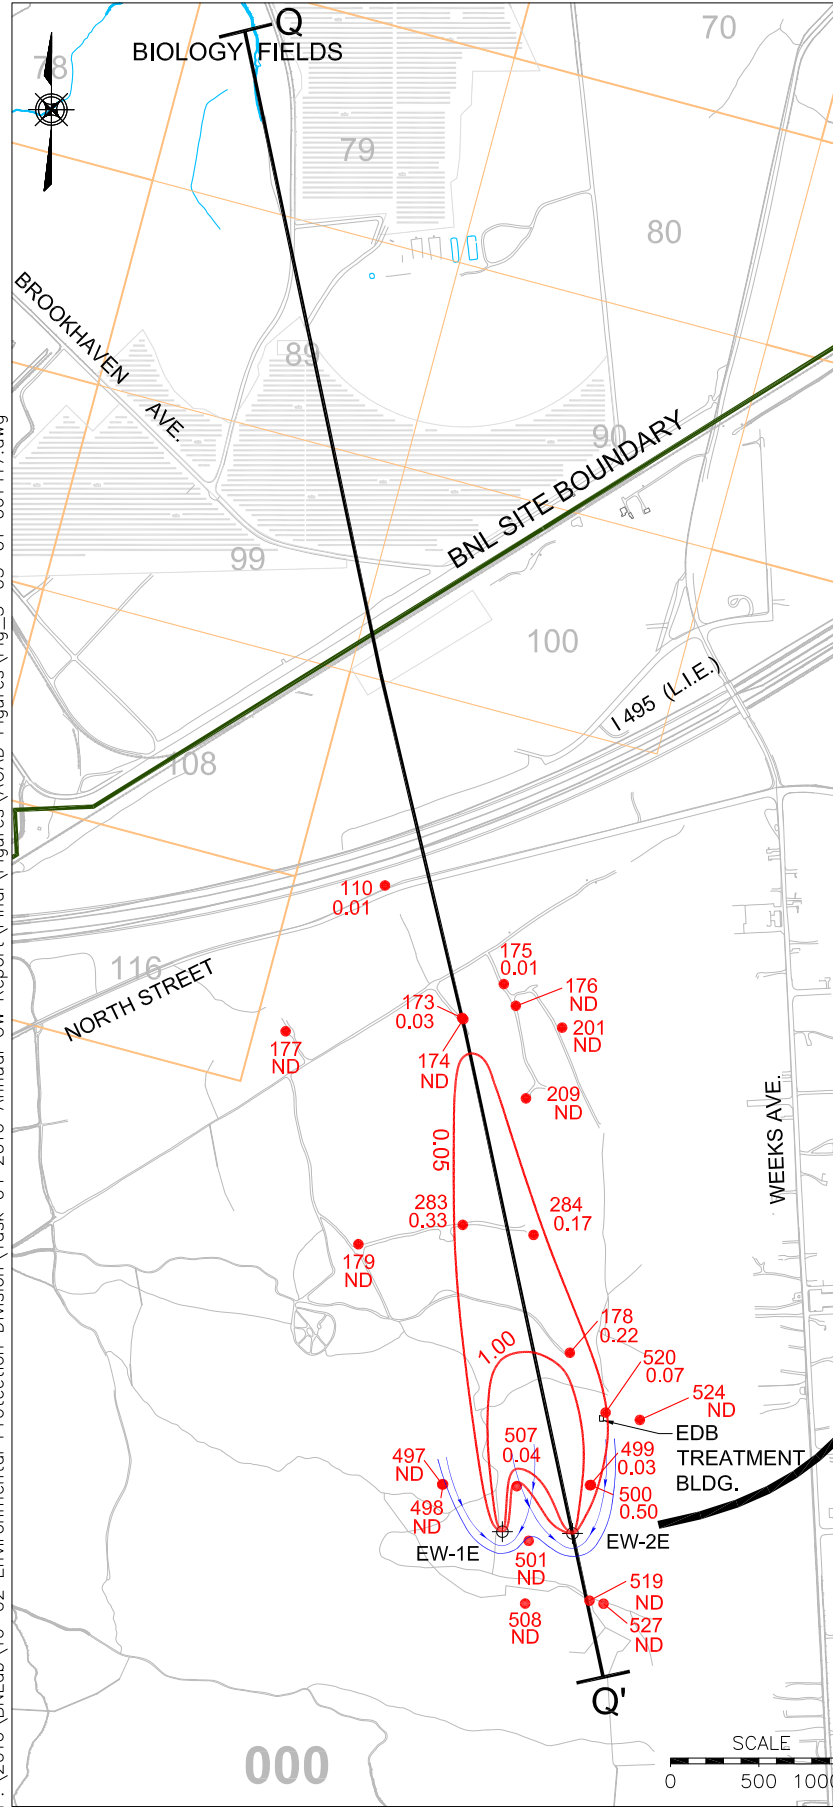 Q
BIOLOGY FIELDS
70
78
79
80
BROOKHAVEN AVE.
89
90
BNL SITE BOUNDARY
99
100
I 495 (L.I.E.)
108
110
0.01
116
NORTH STREET
175
0.01
176
ND
173
0.03
201
ND
177
ND
174
ND
209
ND
WEEKS AVE.
0.05
283
0.33
284
0.17
179
ND
178
0.22
1.00
520
0.07
524
ND
EDB
TREATMENT
BLDG.
507
0.04
497
ND
499
0.03
498
ND
500
0.50
EW-1E
EW-2E
501
ND
519
ND
508
ND
527
ND
Q'
SCALE
000
0 500 1000